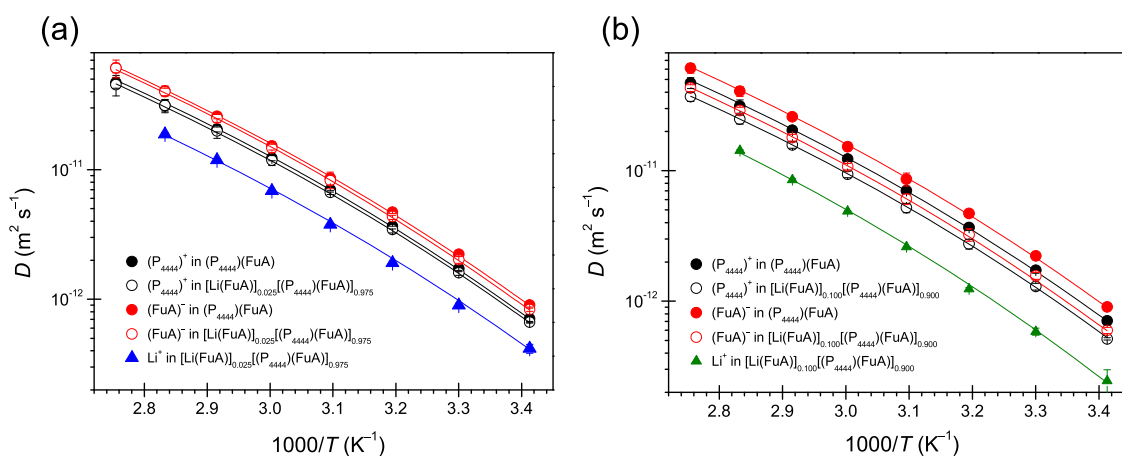 (a)
D (m² s⁻¹)
10⁻¹¹
10⁻¹²
(P₄₄₄₄)⁺ in (P₄₄₄₄)(FuA)
(P₄₄₄₄)⁺ in [Li(FuA)]₀.₀₂₅[(P₄₄₄₄)(FuA)]₀.₉₇₅
(FuA)⁻ in (P₄₄₄₄)(FuA)
(FuA)⁻ in [Li(FuA)]₀.₀₂₅[(P₄₄₄₄)(FuA)]₀.₉₇₅
Li⁺ in [Li(FuA)]₀.₀₂₅[(P₄₄₄₄)(FuA)]₀.₉₇₅
2.8 2.9 3.0 3.1 3.2 3.3 3.4
1000/T (K⁻¹)
(b)
D (m² s⁻¹)
10⁻¹¹
10⁻¹²
(P₄₄₄₄)⁺ in (P₄₄₄₄)(FuA)
(P₄₄₄₄)⁺ in [Li(FuA)]₀.₁₀₀[(P₄₄₄₄)(FuA)]₀.₉₀₀
(FuA)⁻ in (P₄₄₄₄)(FuA)
(FuA)⁻ in [Li(FuA)]₀.₁₀₀[(P₄₄₄₄)(FuA)]₀.₉₀₀
Li⁺ in [Li(FuA)]₀.₁₀₀[(P₄₄₄₄)(FuA)]₀.₉₀₀
2.8 2.9 3.0 3.1 3.2 3.3 3.4
1000/T (K⁻¹)